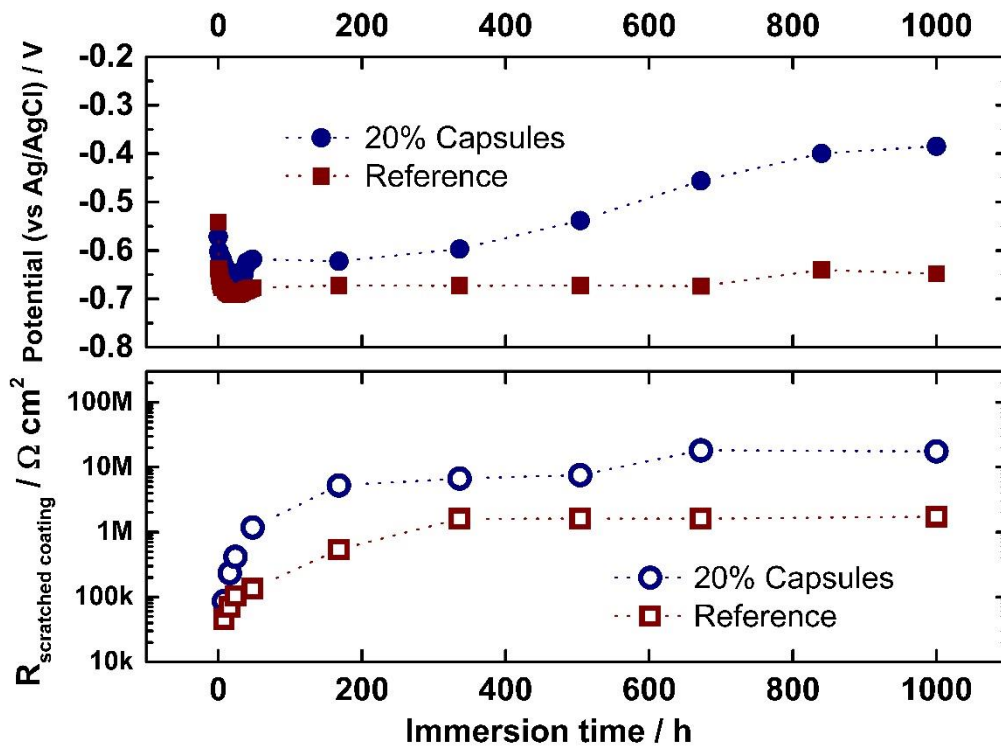 0 200 400 600 800 1000
-0.2
-0.3
-0.4
-0.5
-0.6
-0.7
-0.8
Potential (vs Ag/AgCl) / V
20% Capsules
Reference
100M
10M
1M
100k
10k
R scratched coating / Ω cm²
20% Capsules
Reference
0 200 400 600 800 1000
Immersion time / h